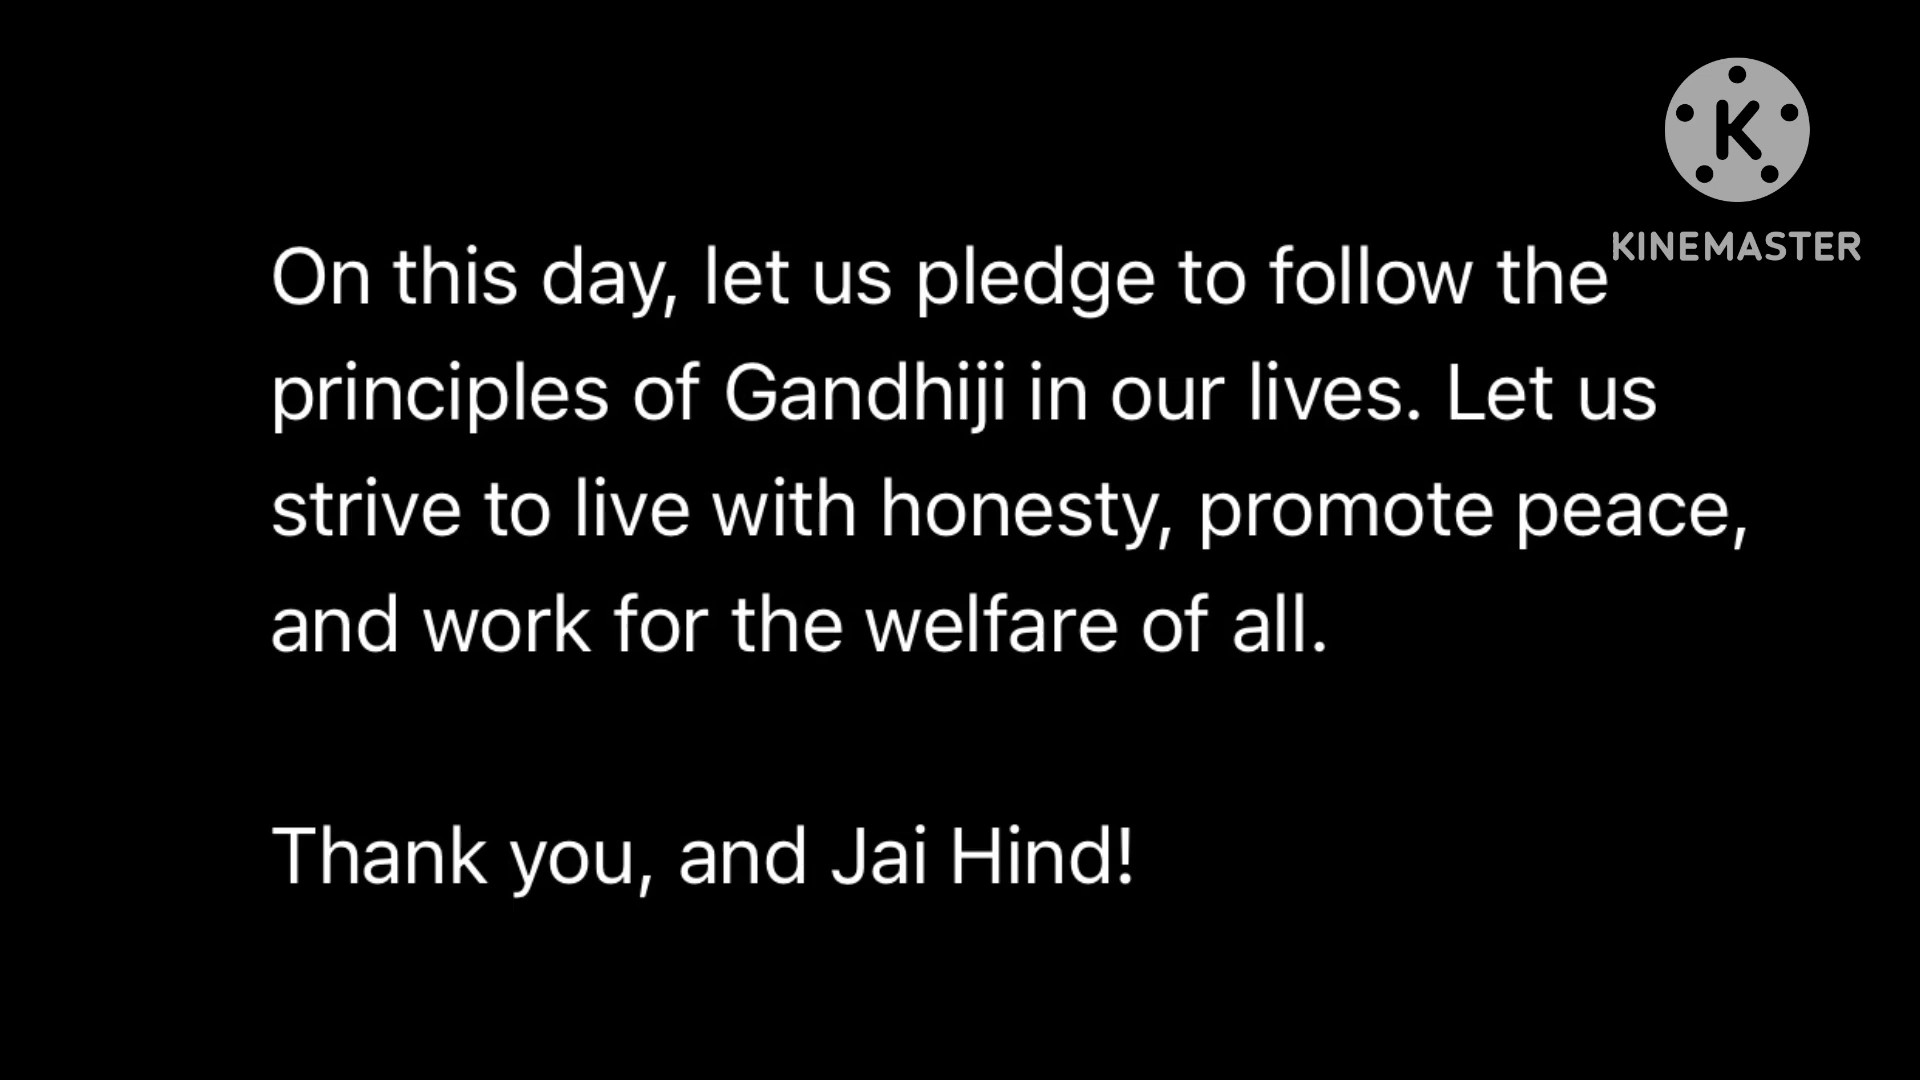 K
KINEMASTER
On this day, let us pledge to follow the
principles of Gandhiji in our lives. Let us
strive to live with honesty, promote peace,
and work for the welfare of all.
Thank you, and Jai Hind!